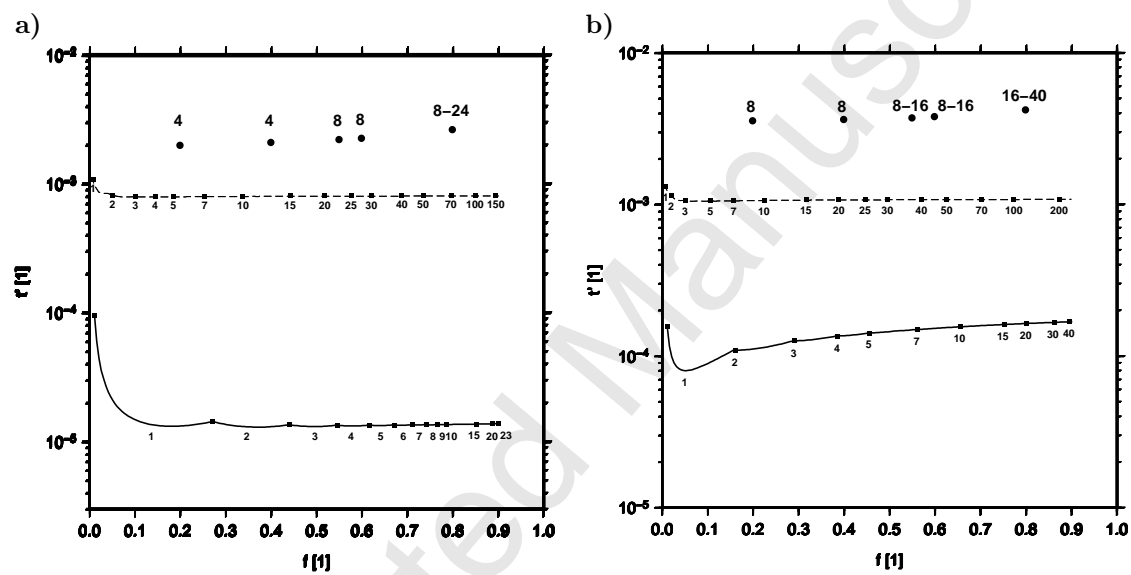 a)
10⁻²
10⁻³
10⁻⁴
10⁻⁵
t' [1]
4 4 8 8 8–24
1 2 3 4 5 7 10 15 20 25 30 40 50 70 100 150
1 2 3 4 5 6 7 8 9 10 15 20 23
0.0 0.1 0.2 0.3 0.4 0.5 0.6 0.7 0.8 0.9 1.0
f [1]
b)
10⁻²
10⁻³
10⁻⁴
10⁻⁵
t' [1]
8 8 8–16 8–16 16–40
1 2 3 5 7 10 15 20 25 30 40 50 70 100 200
1 2 3 4 5 7 10 15 20 30 40
0.0 0.1 0.2 0.3 0.4 0.5 0.6 0.7 0.8 0.9 1.0
f [1]
ted Manusc